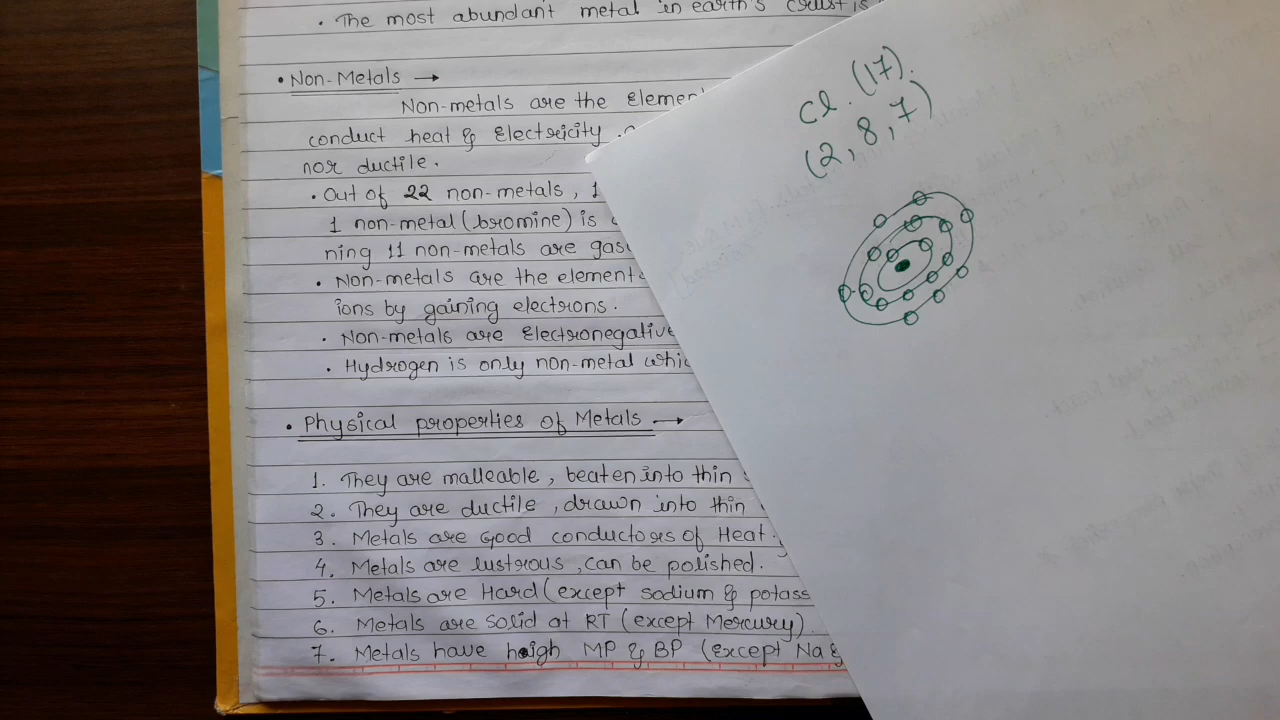 • The most abundant metal in earth's crust is
• Non-Metals →
Non-metals are the
conduct heat & Electricity
nor ductile.
• Out of 22 non-metals, 1
1 non-metal (bromine) is
ning 11 non-metals are
• Non-metals are the
ions by gaining electrons.
• Non-metals are Electronegative
• Hydrogen is only non-metal
• Physical properties of Metals →
1. They are malleable, beaten into thin
2. They are ductile, drawn into thin
3. Metals are Good conductors of Heat.
4. Metals are lustrous, can be polished.
5. Metals are Hard (except sodium &
6. Metals are solid at RT (except Mercury).
7. Metals have high MP & BP (Except Na &
Cl. (17).
(2, 8, 7)